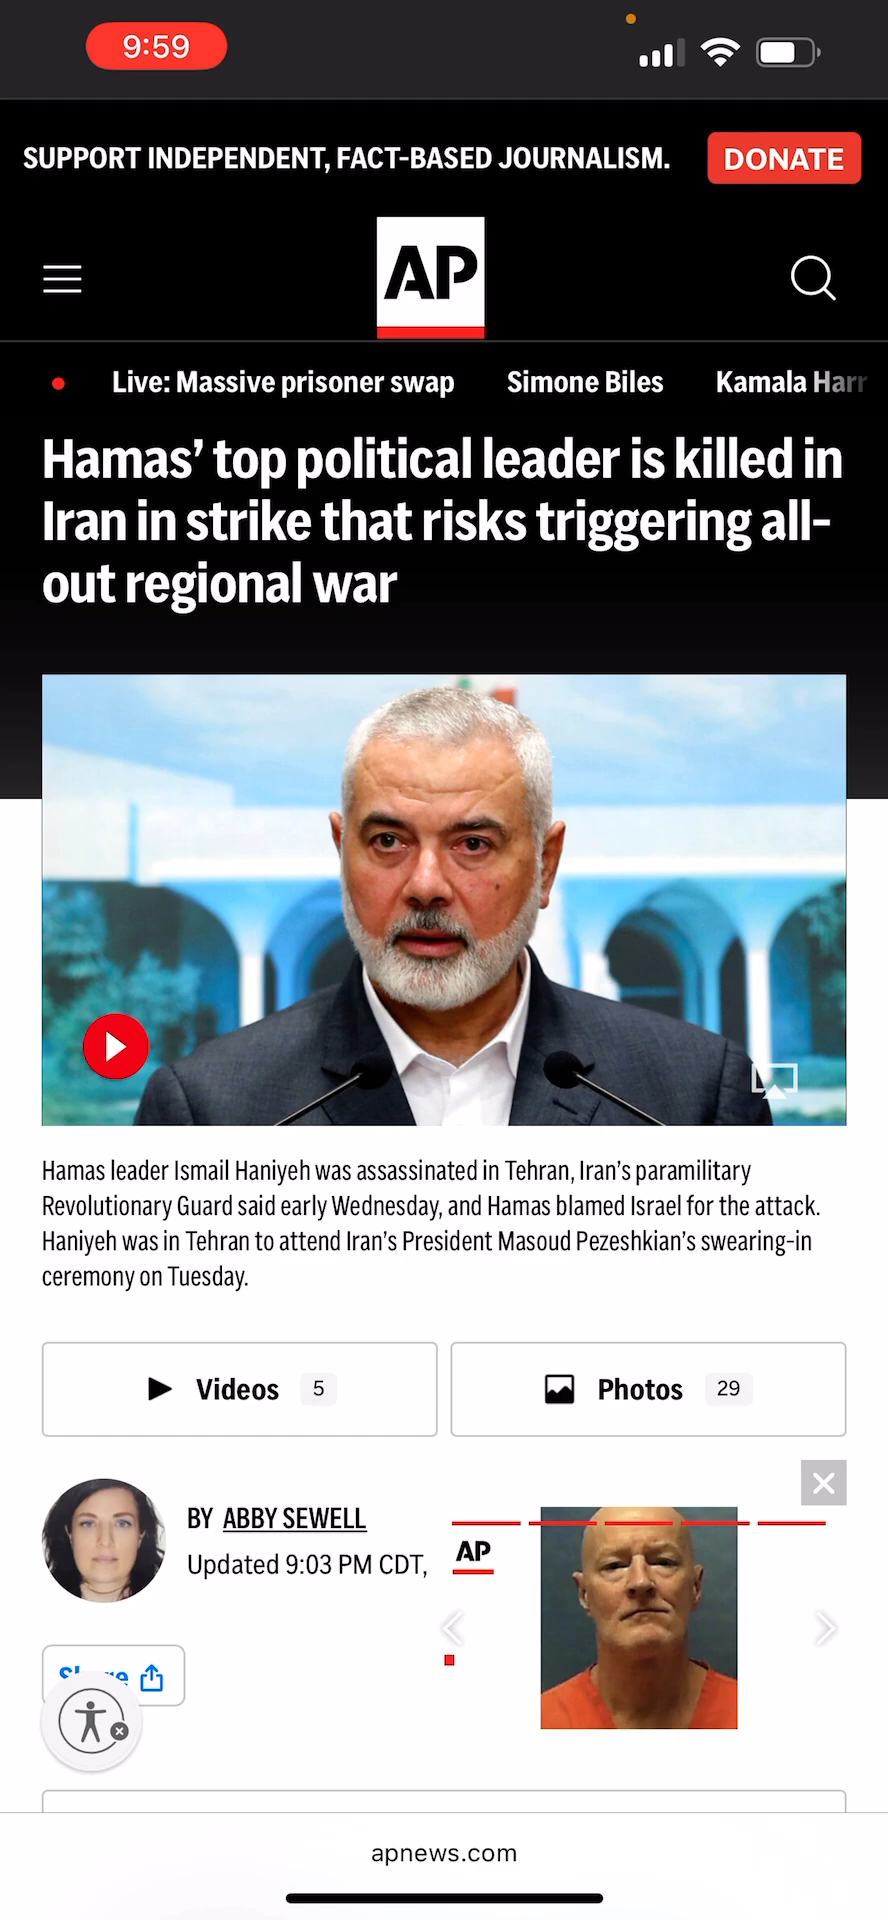 9:59
SUPPORT INDEPENDENT, FACT-BASED JOURNALISM.
DONATE
AP
Live: Massive prisoner swap
Simone Biles
Kamala Harr
Hamas’ top political leader is killed in
Iran in strike that risks triggering all-
out regional war
Hamas leader Ismail Haniyeh was assassinated in Tehran, Iran’s paramilitary
Revolutionary Guard said early Wednesday, and Hamas blamed Israel for the attack.
Haniyeh was in Tehran to attend Iran’s President Masoud Pezeshkian’s swearing-in
ceremony on Tuesday.
Videos 5
Photos 29
BY ABBY SEWELL
Updated 9:03 PM CDT,
AP
Share
apnews.com